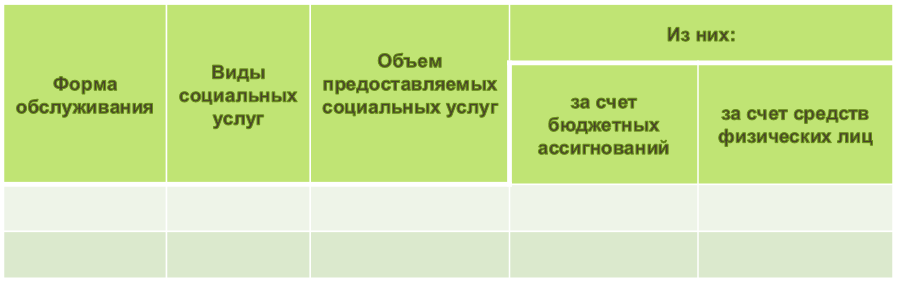 Форма
обслуживания
Виды
социальных
услуг
Объем
предоставляемых
социальных услуг
Из них:
за счет
бюджетных
ассигнований
за счет средств
физических лиц